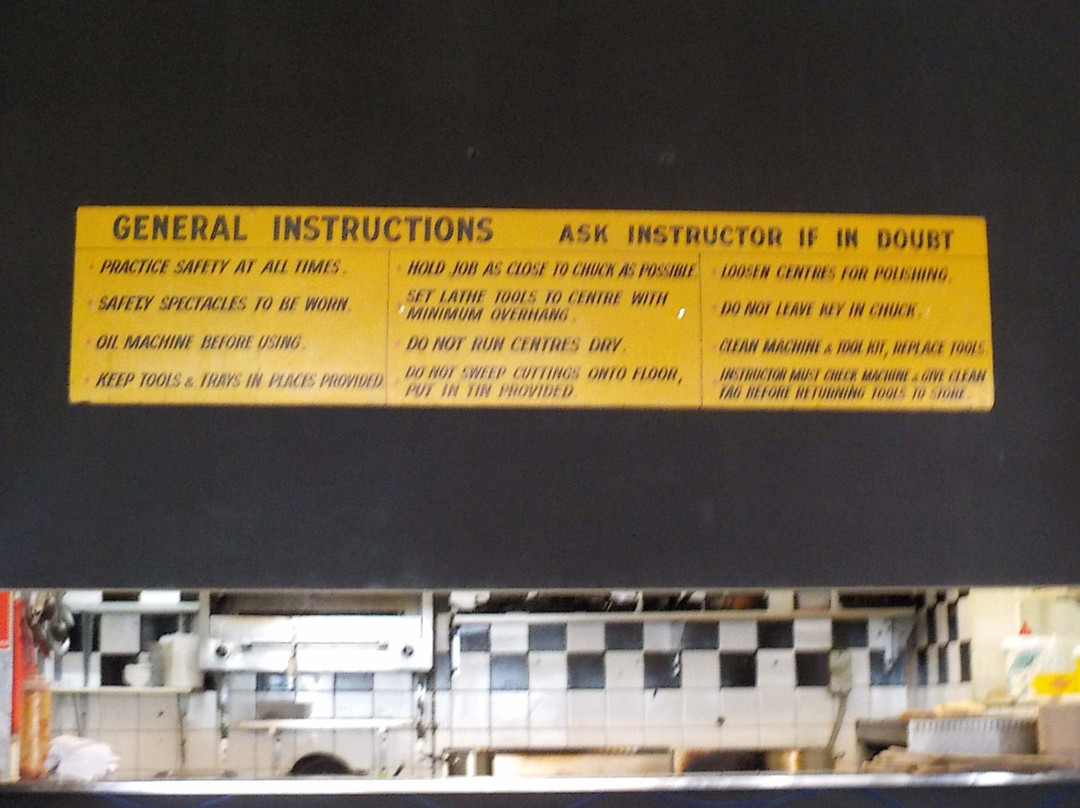 GENERAL INSTRUCTIONS ASK INSTRUCTOR IF IN DOUBT
PRACTICE SAFETY AT ALL TIMES.
SAFETY SPECTACLES TO BE WORN.
OIL MACHINE BEFORE USING.
KEEP TOOLS & TRAYS IN PLACES PROVIDED.
HOLD JOB AS CLOSE TO CHUCK AS POSSIBLE.
SET LATHE TOOLS TO CENTRE WITH
MINIMUM OVERHANG.
DO NOT RUN CENTRES DRY.
DO NOT SWEEP CUTTINGS ONTO FLOOR,
PUT IN TIN PROVIDED.
LOOSEN CENTRES FOR POLISHING.
DO NOT LEAVE KEY IN CHUCK.
CLEAN MACHINE & TOOL KIT, REPLACE TOOLS.
INSTRUCTOR MUST CHECK MACHINE & GIVE CLEAN
TAG BEFORE RETURNING TOOLS TO STORE.